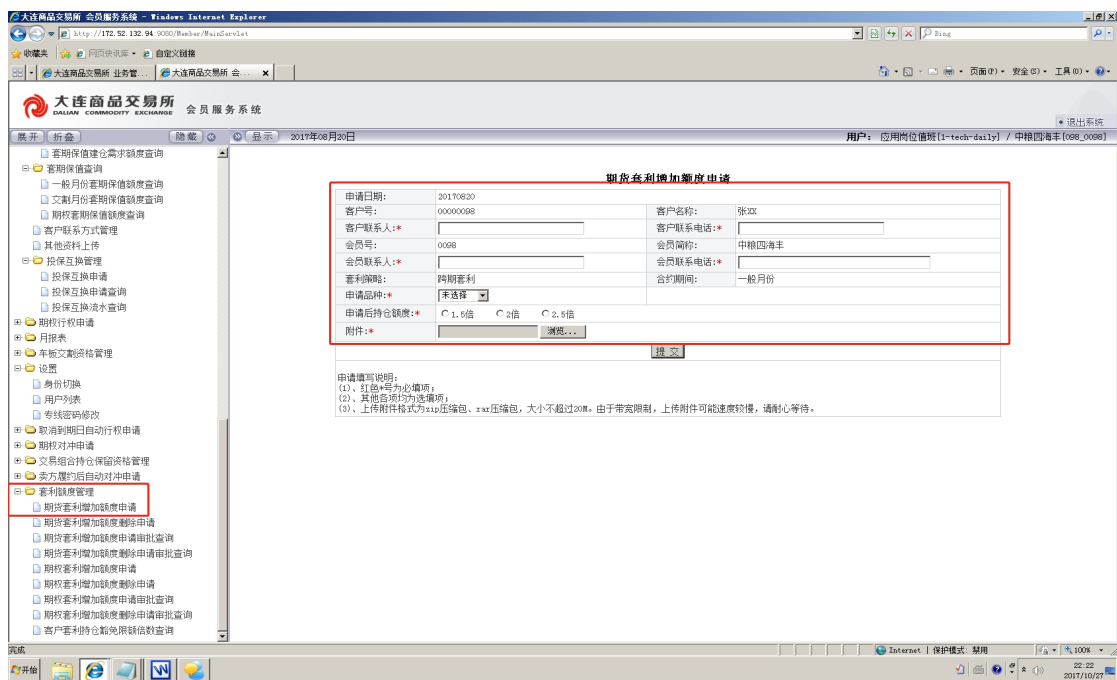 大连商品交易所 会员服务系统 - Windows Internet Explorer
http://172.52.132.94:9080/Member/MainServlet
Bing
收藏夹 网页快讯库 自定义链接
大连商品交易所 业务管... 大连商品交易所 会... x
页面(P) 安全(S) 工具(O)
大连商品交易所 会员服务系统
DALIAN COMMODITY EXCHANGE
退出系统
展开 折叠 隐藏 显示 2017年08月20日 用户: 应用岗位值班[1-tech-daily] / 中粮四海丰[098_0098]
套期保值建仓需求额度查询
套期保值查询
一般月份套期保值额度查询
交割月份套期保值额度查询
期权套期保值额度查询
客户联系方式管理
其他资料上传
投保互换管理
投保互换申请
投保互换申请查询
投保互换流水查询
期权行权申请
月报表
车板交割资格管理
设置
身份切换
用户列表
专线密码修改
取消到期日自动行权申请
期权对冲申请
交易组合持仓保留资格管理
卖方履约后自动对冲申请
套利额度管理
期货套利增加额度申请
期货套利增加额度删除申请
期货套利增加额度申请审批查询
期货套利增加额度删除申请审批查询
期权套利增加额度申请
期权套利增加额度删除申请
期权套利增加额度申请审批查询
期权套利增加额度删除申请审批查询
客户套利持仓豁免限额倍数查询
期货套利增加额度申请
申请日期: 20170820
客户号: 00000098 客户名称: 张XX
客户联系人:* 客户联系电话:*
会员号: 0098 会员简称: 中粮四海丰
会员联系人:* 会员联系电话:*
套利策略: 跨期套利 合约期间: 一般月份
申请品种:* 未选择
申请后持仓额度:* 1.5倍 2倍 2.5倍
附件:* 浏览...
提 交
申请填写说明:
(1)、红色*号为必填项;
(2)、其他各项均为选填项;
(3)、上传附件格式为zip压缩包、rar压缩包，大小不超过20M。由于带宽限制，上传附件可能速度较慢，请耐心等待。
完成 Internet | 保护模式: 禁用 100%
开始 22:22
2017/10/27